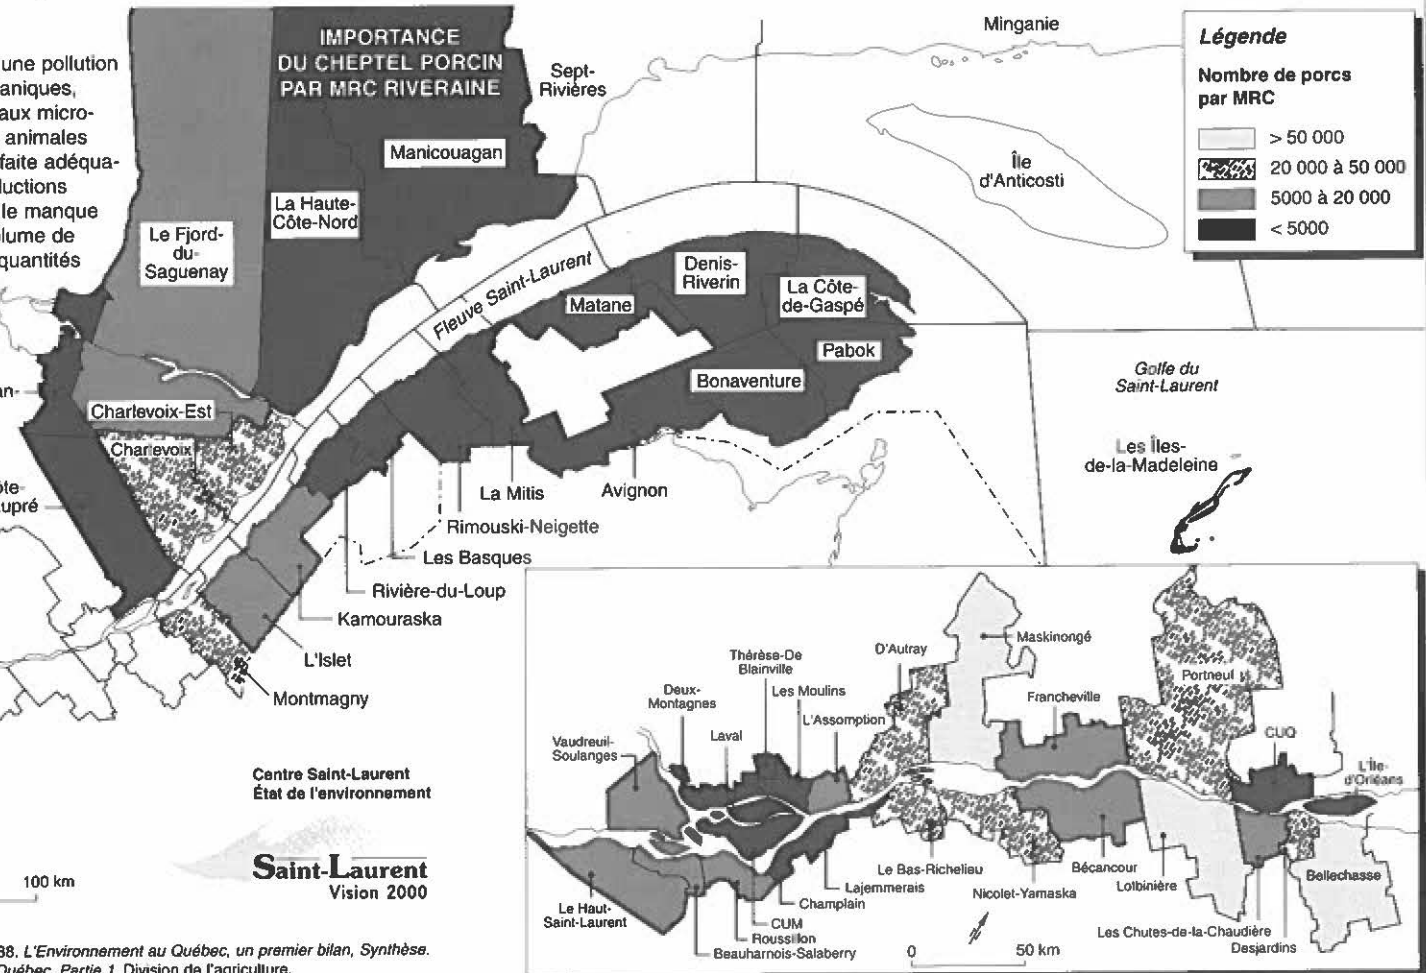 une pollution
aniques,
aux micro-
animales
faite adéqua-
ductions
le manque
lume de
quantités
IMPORTANCE
DU CHEPTEL PORCIN
PAR MRC RIVERAINE
Sept-
Rivières
Minganie
Manicouagan
La Haute-
Côte-Nord
Le Fjord-
du-
Saguenay
Île
d'Anticosti
Légende
Nombre de porcs
par MRC
> 50 000
20 000 à 50 000
5000 à 20 000
< 5000
Fleuve Saint-Laurent
Matane
Denis-
Riverin
La Côte-
de-Gaspé
Pabok
Bonaventure
Golfe du
Saint-Laurent
Les Îles-
de-la-Madeleine
an-
Charlevoix-Est
Charlevoix
ôte-
upré
La Mitis
Avignon
Rimouski-Neigette
Les Basques
Rivière-du-Loup
Kamouraska
L'Islet
Montmagny
Centre Saint-Laurent
État de l'environnement
Saint-Laurent
Vision 2000
100 km
88. L'Environnement au Québec, un premier bilan, Synthèse.
Québec, Partie 1. Division de l'agriculture.
Maskinongé
D'Autray
Thérèse-De
Blainville
Les Moulins
Deux-
Montagnes
L'Assomption
Laval
Vaudreuil-
Soulanges
Francheville
Portneuf
CUQ
L'Île-
d'Orléans
Le Haut-
Saint-Laurent
Beauharnois-Salaberry
Roussillon
CUM
Champlain
Lajemmerais
Le Bas-Richelieu
Nicolet-Yamaska
Bécancour
Lotbinière
Les Chutes-de-la-Chaudière
Desjardins
Bellechasse
0 50 km